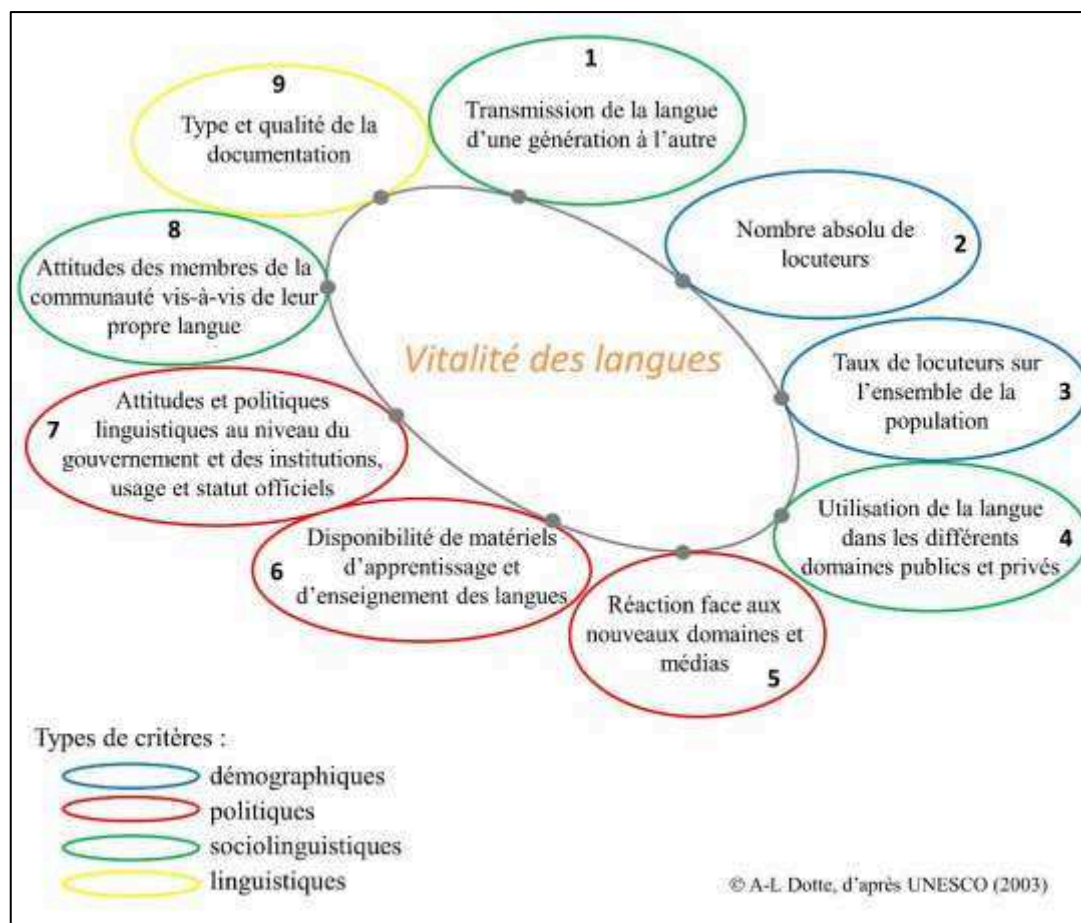 1
Transmission de la langue
d'une génération à l'autre
Nombre absolu de
locuteurs
2
Taux de locuteurs sur
l'ensemble de la
population
3
Utilisation de la langue
dans les différents
domaines publics et privés
4
Réaction face aux
nouveaux domaines et
médias
5
Disponibilité de matériels
d'apprentissage et
d'enseignement des langues
6
Attitudes et politiques
linguistiques au niveau du
gouvernement et des institutions,
usage et statut officiels
7
8
Attitudes des membres de la
communauté vis-à-vis de leur
propre langue
9
Type et qualité de la
documentation
Vitalité des langues
Types de critères :
démographiques
politiques
sociolinguistiques
linguistiques
© A-L Dotte, d'après UNESCO (2003)